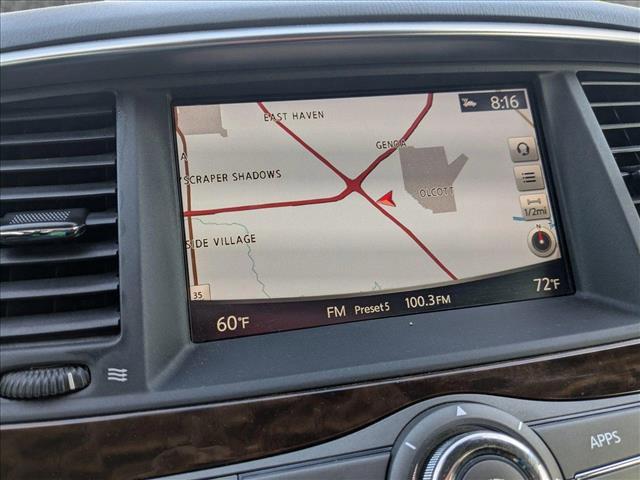 8:16
EAST HAVEN
GENOA
A
YSCRAPER SHADOWS
OLCOTT
1/2mi
SIDE VILLAGE
N
35
60°F
FM Preset5 100.3FM
72°F
APPS